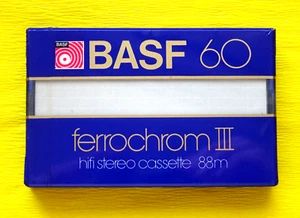 BASF
BASF 60
ferrochrom III
hifi stereo cassette 88m